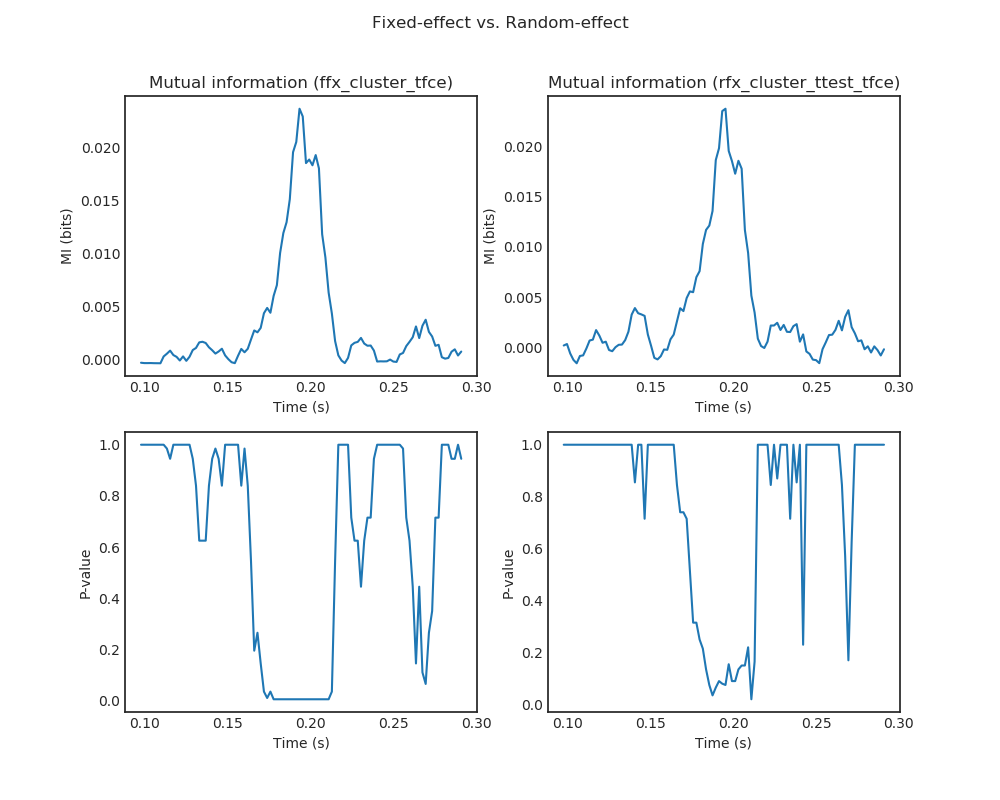 Fixed-effect vs. Random-effect
Mutual information (ffx_cluster_tfce)
MI (bits)
0.020
0.015
0.010
0.005
0.000
0.10 0.15 0.20 0.25 0.30
Time (s)
Mutual information (rfx_cluster_ttest_tfce)
MI (bits)
0.020
0.015
0.010
0.005
0.000
0.10 0.15 0.20 0.25 0.30
Time (s)
P-value
1.0
0.8
0.6
0.4
0.2
0.0
0.10 0.15 0.20 0.25 0.30
Time (s)
P-value
1.0
0.8
0.6
0.4
0.2
0.0
0.10 0.15 0.20 0.25 0.30
Time (s)